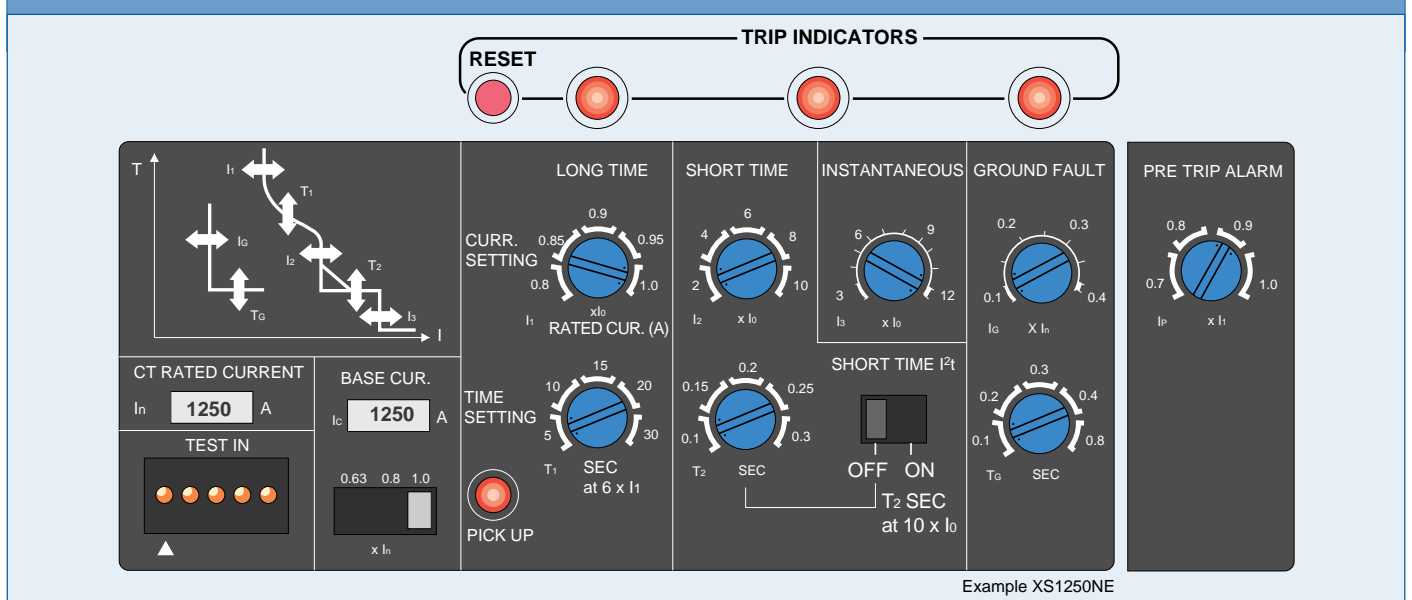 TRIP INDICATORS
RESET
T
I1
T1
IG
I2
T2
TG
I3
I
LONG TIME
CURR.
SETTING
0.8
0.85
0.9
0.95
1.0
I1
xI0
RATED CUR. (A)
TIME
SETTING
5
10
15
20
30
T1
SEC
at 6 x I1
PICK UP
SHORT TIME
2
4
6
8
10
I2
x I0
0.1
0.15
0.2
0.25
0.3
T2
SEC
INSTANTANEOUS
3
6
9
12
I3
x I0
SHORT TIME I²t
OFF ON
T2 SEC
at 10 x I0
GROUND FAULT
0.1
0.2
0.3
0.4
IG
X In
0.1
0.2
0.3
0.4
0.8
TG
SEC
PRE TRIP ALARM
0.7
0.8
0.9
1.0
IP
x I1
CT RATED CURRENT
In 1250 A
TEST IN
BASE CUR.
Ic 1250 A
0.63 0.8 1.0
x In
Example XS1250NE